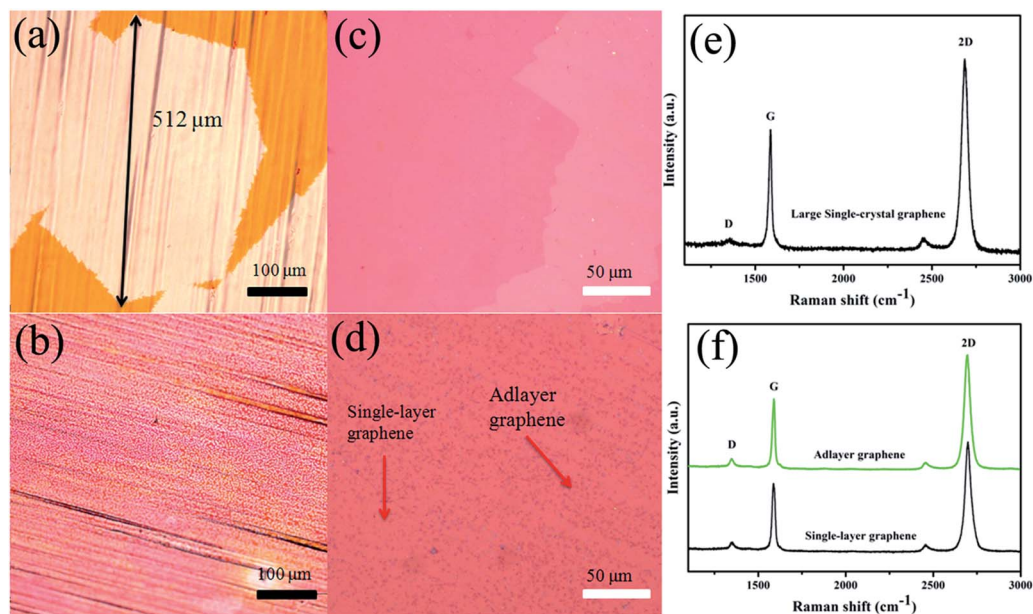 (a)
512 µm
100 µm
(b)
100 µm
(c)
50 µm
(d)
Single-layer
graphene
Adlayer
graphene
50 µm
(e)
Intensity (a.u.)
D
G
2D
Large Single-crystal graphene
1500
2000
2500
3000
Raman shift (cm⁻¹)
(f)
Intensity (a.u.)
D
G
2D
Adlayer graphene
Single-layer graphene
1500
2000
2500
3000
Raman shift (cm⁻¹)